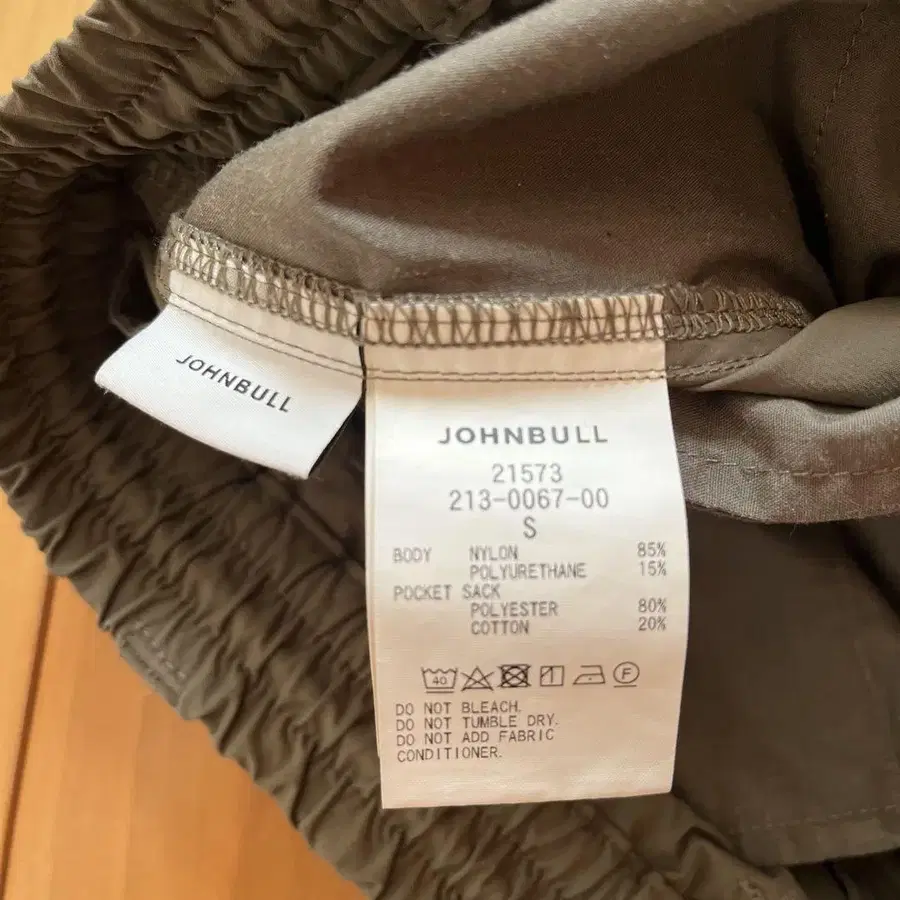 JOHNBULL
JOHNBULL
21573
213-0067-00
S
BODY NYLON 85%
POLYURETHANE 15%
POCKET SACK
POLYESTER 80%
COTTON 20%
40 F
DO NOT BLEACH.
DO NOT TUMBLE DRY.
DO NOT ADD FABRIC
CONDITIONER.